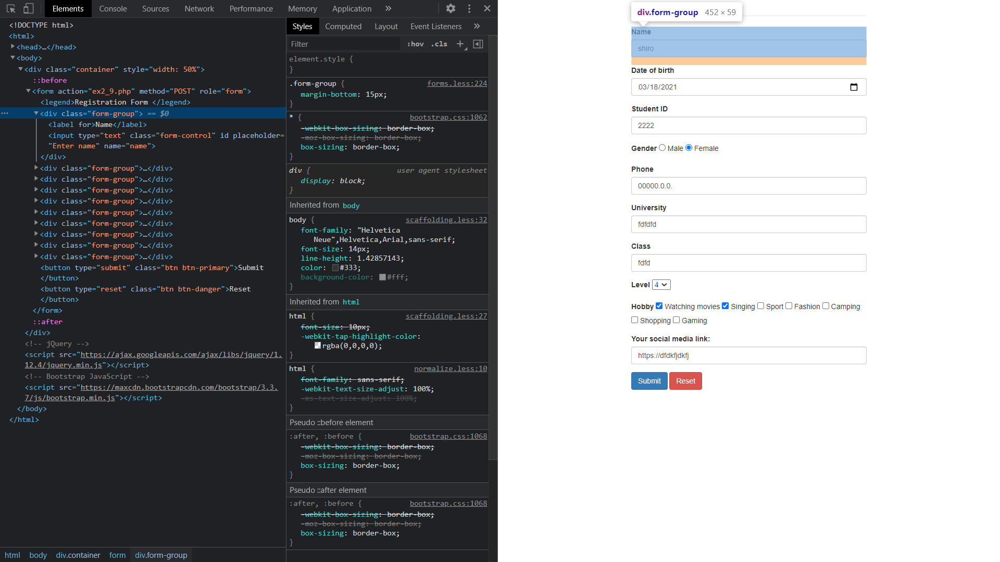 Elements Console Sources Network Performance Memory Application »
<!DOCTYPE html>
<html>
<head>…</head>
<body>
<div class="container" style="width: 50%">
::before
<form action="ex2_9.php" method="POST" role="form">
<legend>Registration Form </legend>
… <div class="form-group"> == $0
<label for>Name</label>
<input type="text" class="form-control" id placeholder=
"Enter name" name="name">
</div>
<div class="form-group">…</div>
<div class="form-group">…</div>
<div class="form-group">…</div>
<div class="form-group">…</div>
<div class="form-group">…</div>
<div class="form-group">…</div>
<div class="form-group">…</div>
<div class="form-group">…</div>
<div class="form-group">…</div>
<button type="submit" class="btn btn-primary">Submit
</button>
<button type="reset" class="btn btn-danger">Reset
</button>
</form>
::after
</div>
<!-- jQuery -->
<script src="https://ajax.googleapis.com/ajax/libs/jquery/1.
12.4/jquery.min.js"></script>
<!-- Bootstrap JavaScript -->
<script src="https://maxcdn.bootstrapcdn.com/bootstrap/3.3.
7/js/bootstrap.min.js"></script>
</body>
</html>
html body div.container form div.form-group
Styles Computed Layout Event Listeners »
Filter :hov .cls +
element.style {
}
.form-group { forms.less:224
margin-bottom: 15px;
}
* { bootstrap.css:1062
-webkit-box-sizing: border-box;
-moz-box-sizing: border-box;
box-sizing: border-box;
}
div { user agent stylesheet
display: block;
}
Inherited from body
body { scaffolding.less:32
font-family: "Helvetica
Neue",Helvetica,Arial,sans-serif;
font-size: 14px;
line-height: 1.42857143;
color: #333;
background-color: #fff;
}
Inherited from html
html { scaffolding.less:27
font-size: 10px;
-webkit-tap-highlight-color:
rgba(0,0,0,0);
}
html { normalize.less:10
font-family: sans-serif;
-webkit-text-size-adjust: 100%;
-ms-text-size-adjust: 100%;
}
Pseudo ::before element
:after, :before { bootstrap.css:1068
-webkit-box-sizing: border-box;
-moz-box-sizing: border-box;
box-sizing: border-box;
}
Pseudo ::after element
:after, :before { bootstrap.css:1068
-webkit-box-sizing: border-box;
-moz-box-sizing: border-box;
box-sizing: border-box;
}
div.form-group 452 × 59
Name
shiro
Date of birth
03/18/2021
Student ID
2222
Gender Male Female
Phone
00000.0.0.
University
fdfdfd
Class
fdfd
Level 4
Hobby Watching movies Singing Sport Fashion Camping
Shopping Gaming
Your social media link:
https://dfdkfjdkfj
Submit Reset